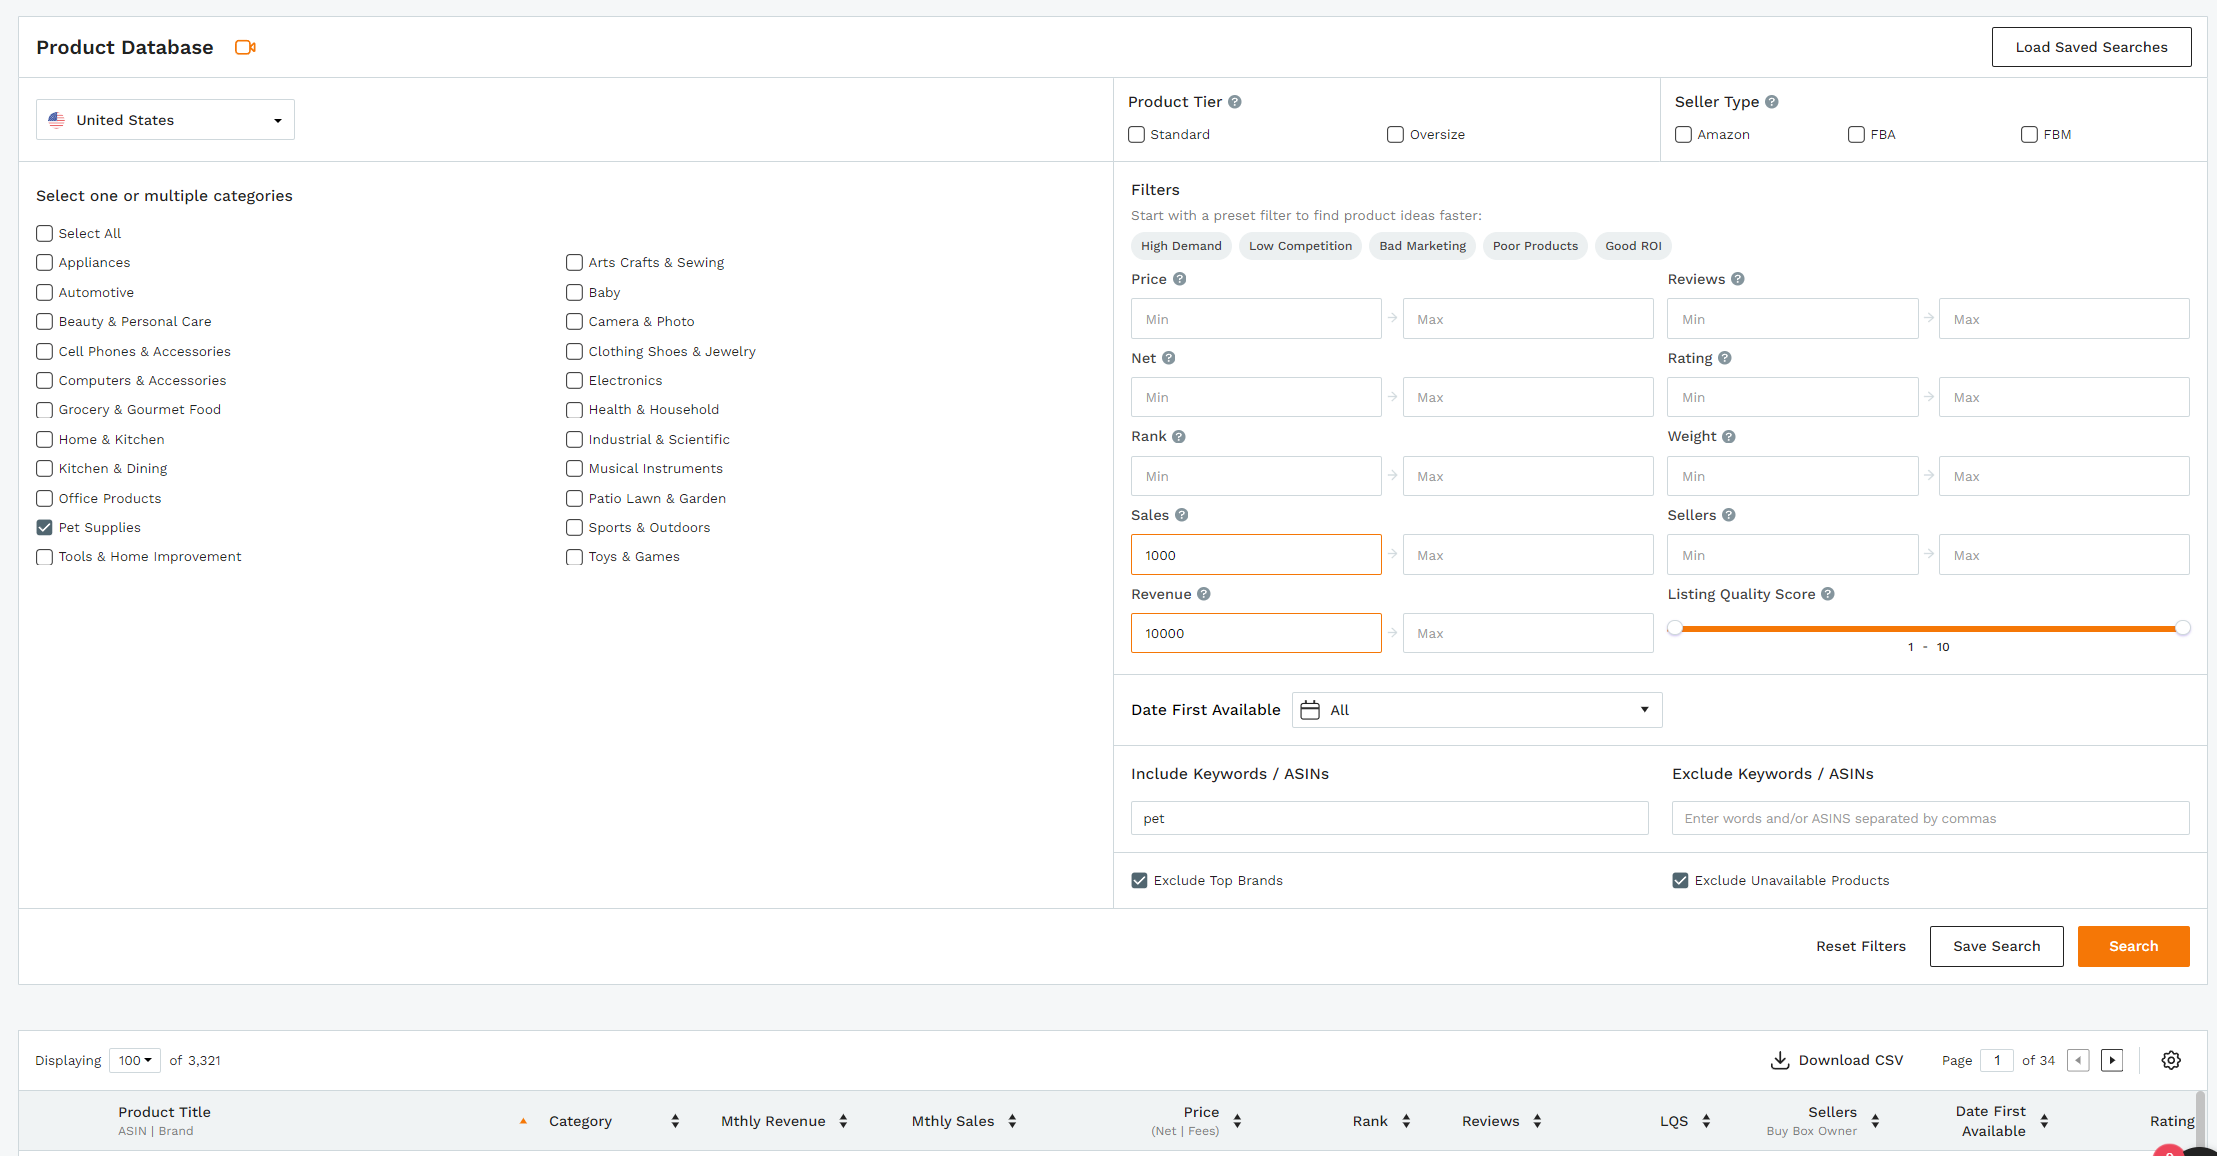 Product Database
Load Saved Searches
United States
Product Tier ?
Standard
Oversize
Seller Type ?
Amazon
FBA
FBM
Select one or multiple categories
Select All
Appliances
Arts Crafts & Sewing
Automotive
Baby
Beauty & Personal Care
Camera & Photo
Cell Phones & Accessories
Clothing Shoes & Jewelry
Computers & Accessories
Electronics
Grocery & Gourmet Food
Health & Household
Home & Kitchen
Industrial & Scientific
Kitchen & Dining
Musical Instruments
Office Products
Patio Lawn & Garden
Pet Supplies
Sports & Outdoors
Tools & Home Improvement
Toys & Games
Filters
Start with a preset filter to find product ideas faster:
High Demand
Low Competition
Bad Marketing
Poor Products
Good ROI
Price ?
Min
Max
Reviews ?
Min
Max
Net ?
Min
Max
Rating ?
Min
Max
Rank ?
Min
Max
Weight ?
Min
Max
Sales ?
1000
Max
Sellers ?
Min
Max
Revenue ?
10000
Max
Listing Quality Score ?
1 - 10
Date First Available
All
Include Keywords / ASINs
pet
Exclude Keywords / ASINs
Enter words and/or ASINS separated by commas
Exclude Top Brands
Exclude Unavailable Products
Reset Filters
Save Search
Search
Displaying 100 of 3,321
Download CSV
Page 1 of 34
Product Title
ASIN | Brand
Category
Mthly Revenue
Mthly Sales
Price
(Net | Fees)
Rank
Reviews
LQS
Sellers
Buy Box Owner
Date First
Available
Rating